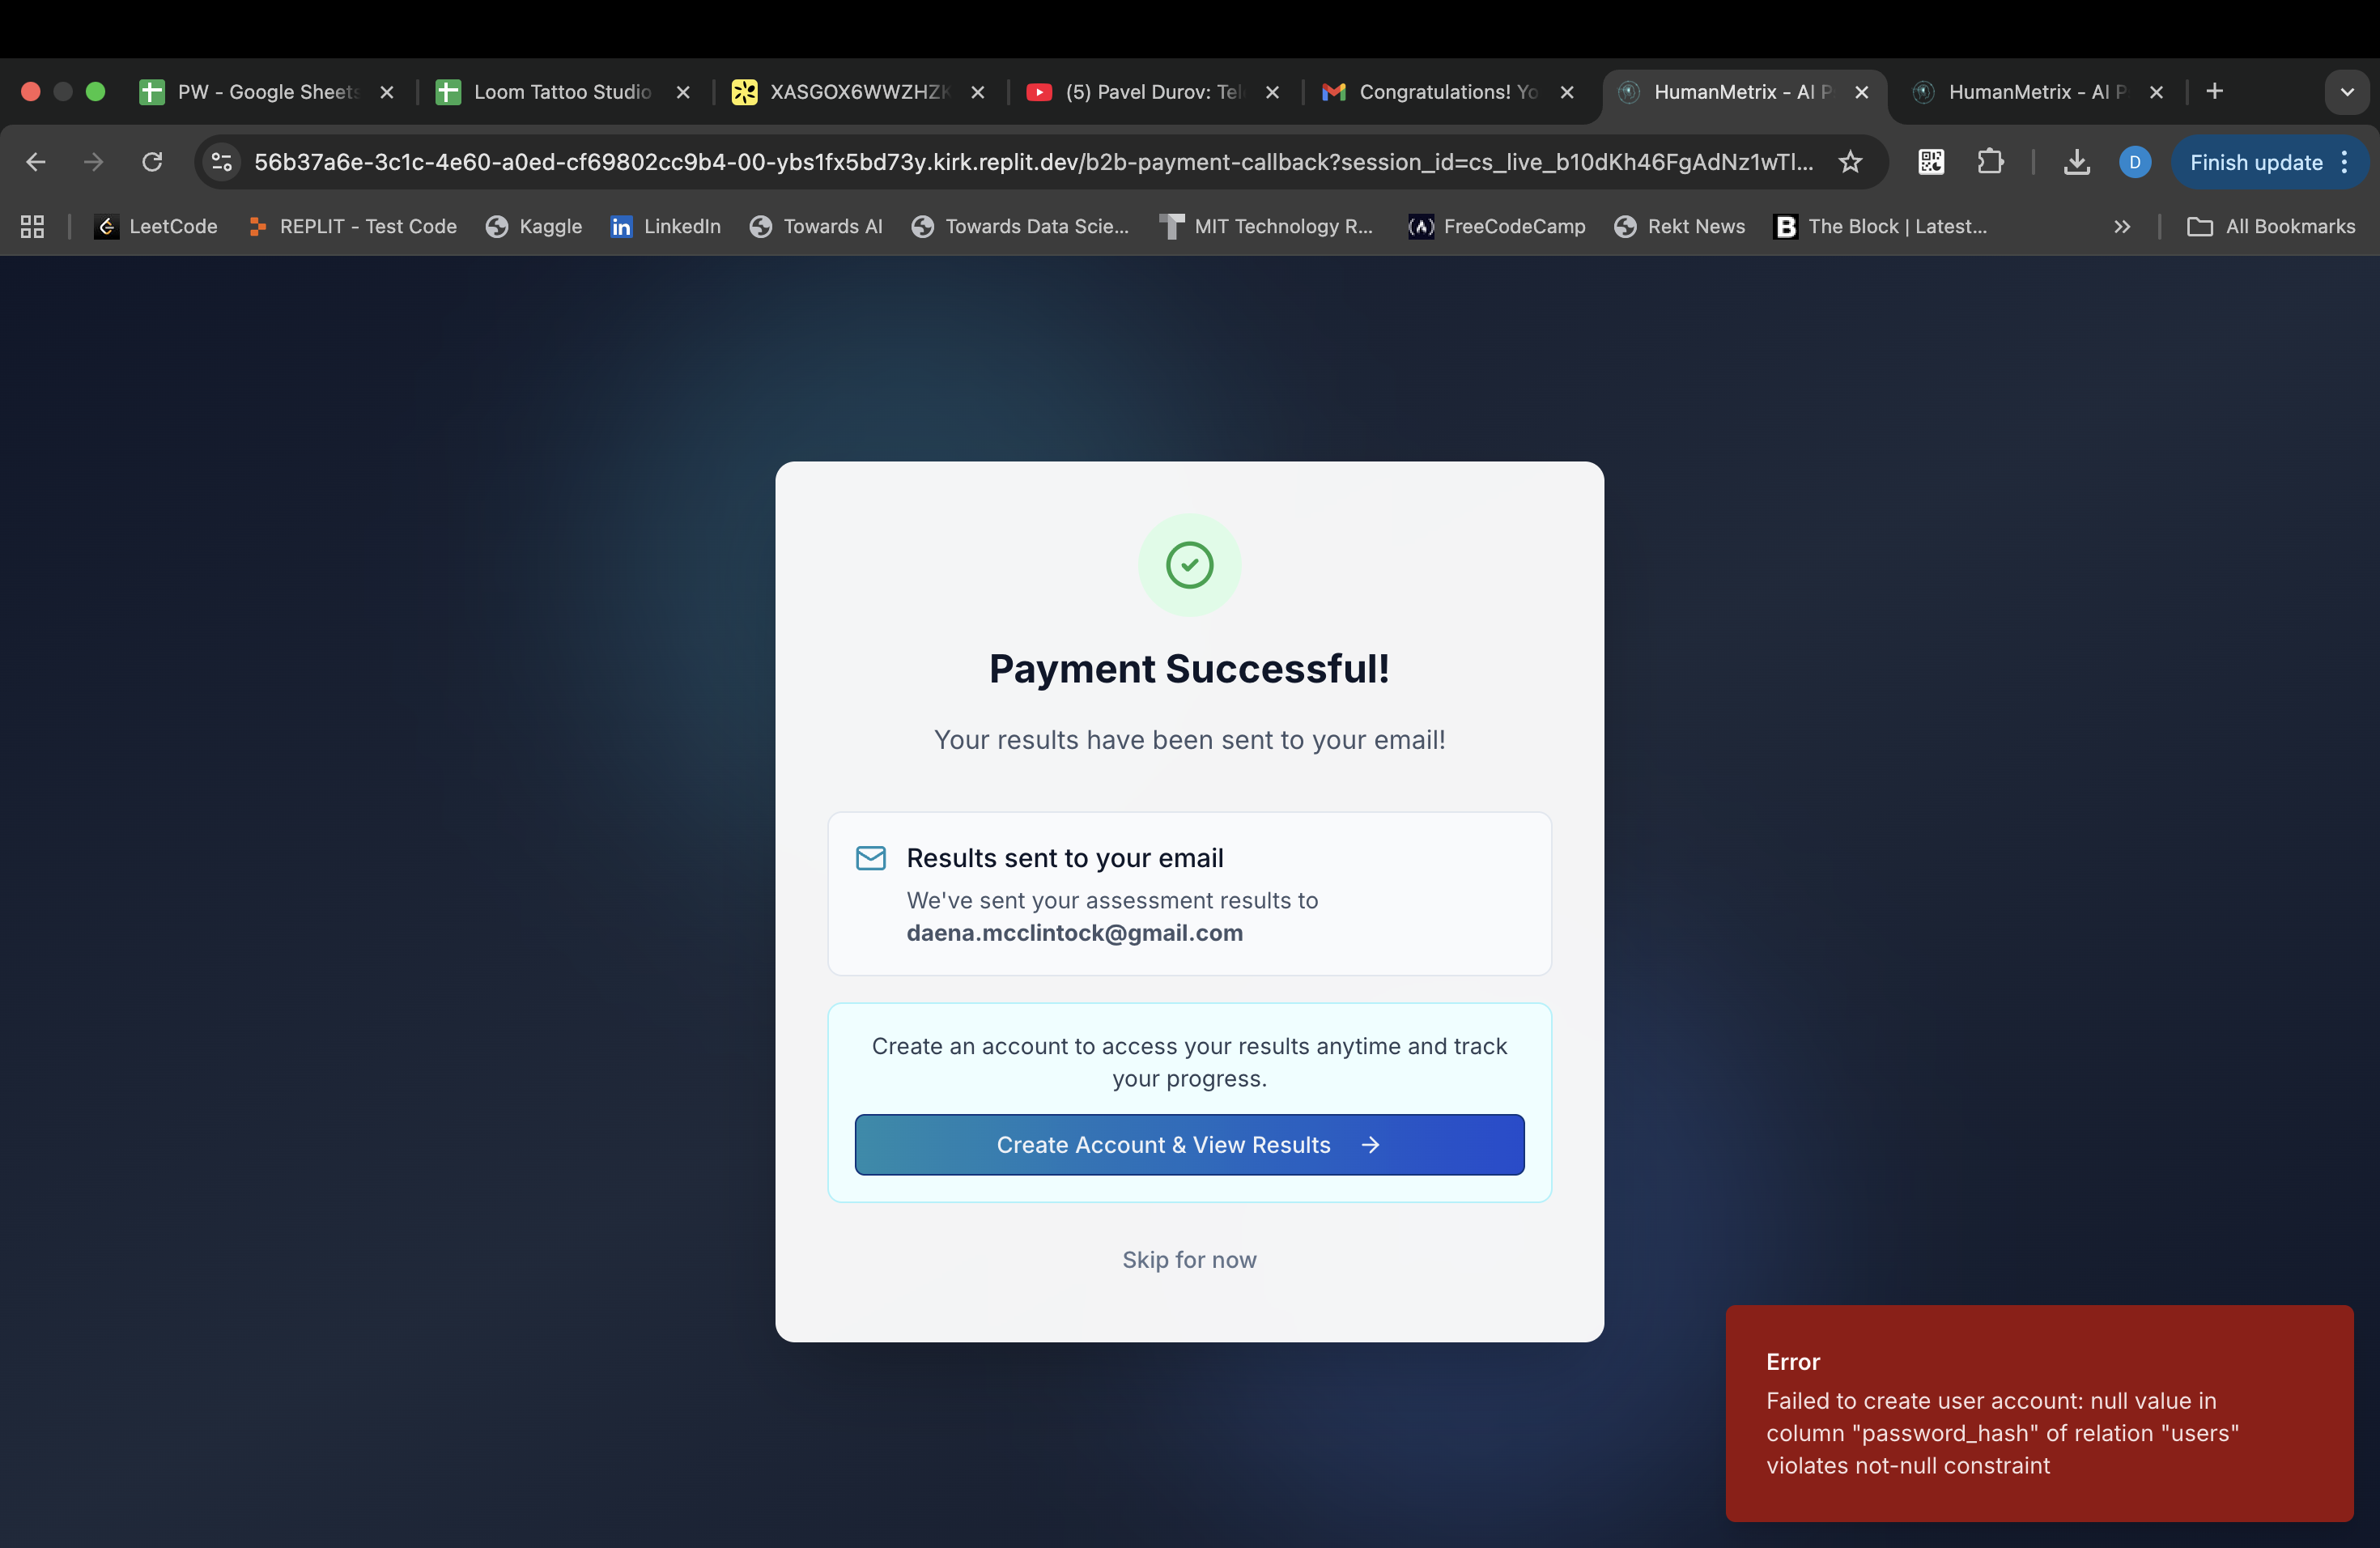 PW - Google Sheets
Loom Tattoo Studio
XASGOX6WWZHZK
(5) Pavel Durov: Tel
Congratulations! Yo
HumanMetrix - AI P
HumanMetrix - AI P
56b37a6e-3c1c-4e60-a0ed-cf69802cc9b4-00-ybs1fx5bd73y.kirk.replit.dev/b2b-payment-callback?session_id=cs_live_b10dKh46FgAdNz1wTl...
D
Finish update
LeetCode
REPLIT - Test Code
Kaggle
in LinkedIn
Towards AI
Towards Data Scie...
MIT Technology R...
FreeCodeCamp
Rekt News
B The Block | Latest...
All Bookmarks
Payment Successful!
Your results have been sent to your email!
Results sent to your email
We've sent your assessment results to
daena.mcclintock@gmail.com
Create an account to access your results anytime and track
your progress.
Create Account & View Results
Skip for now
Error
Failed to create user account: null value in
column "password_hash" of relation "users"
violates not-null constraint